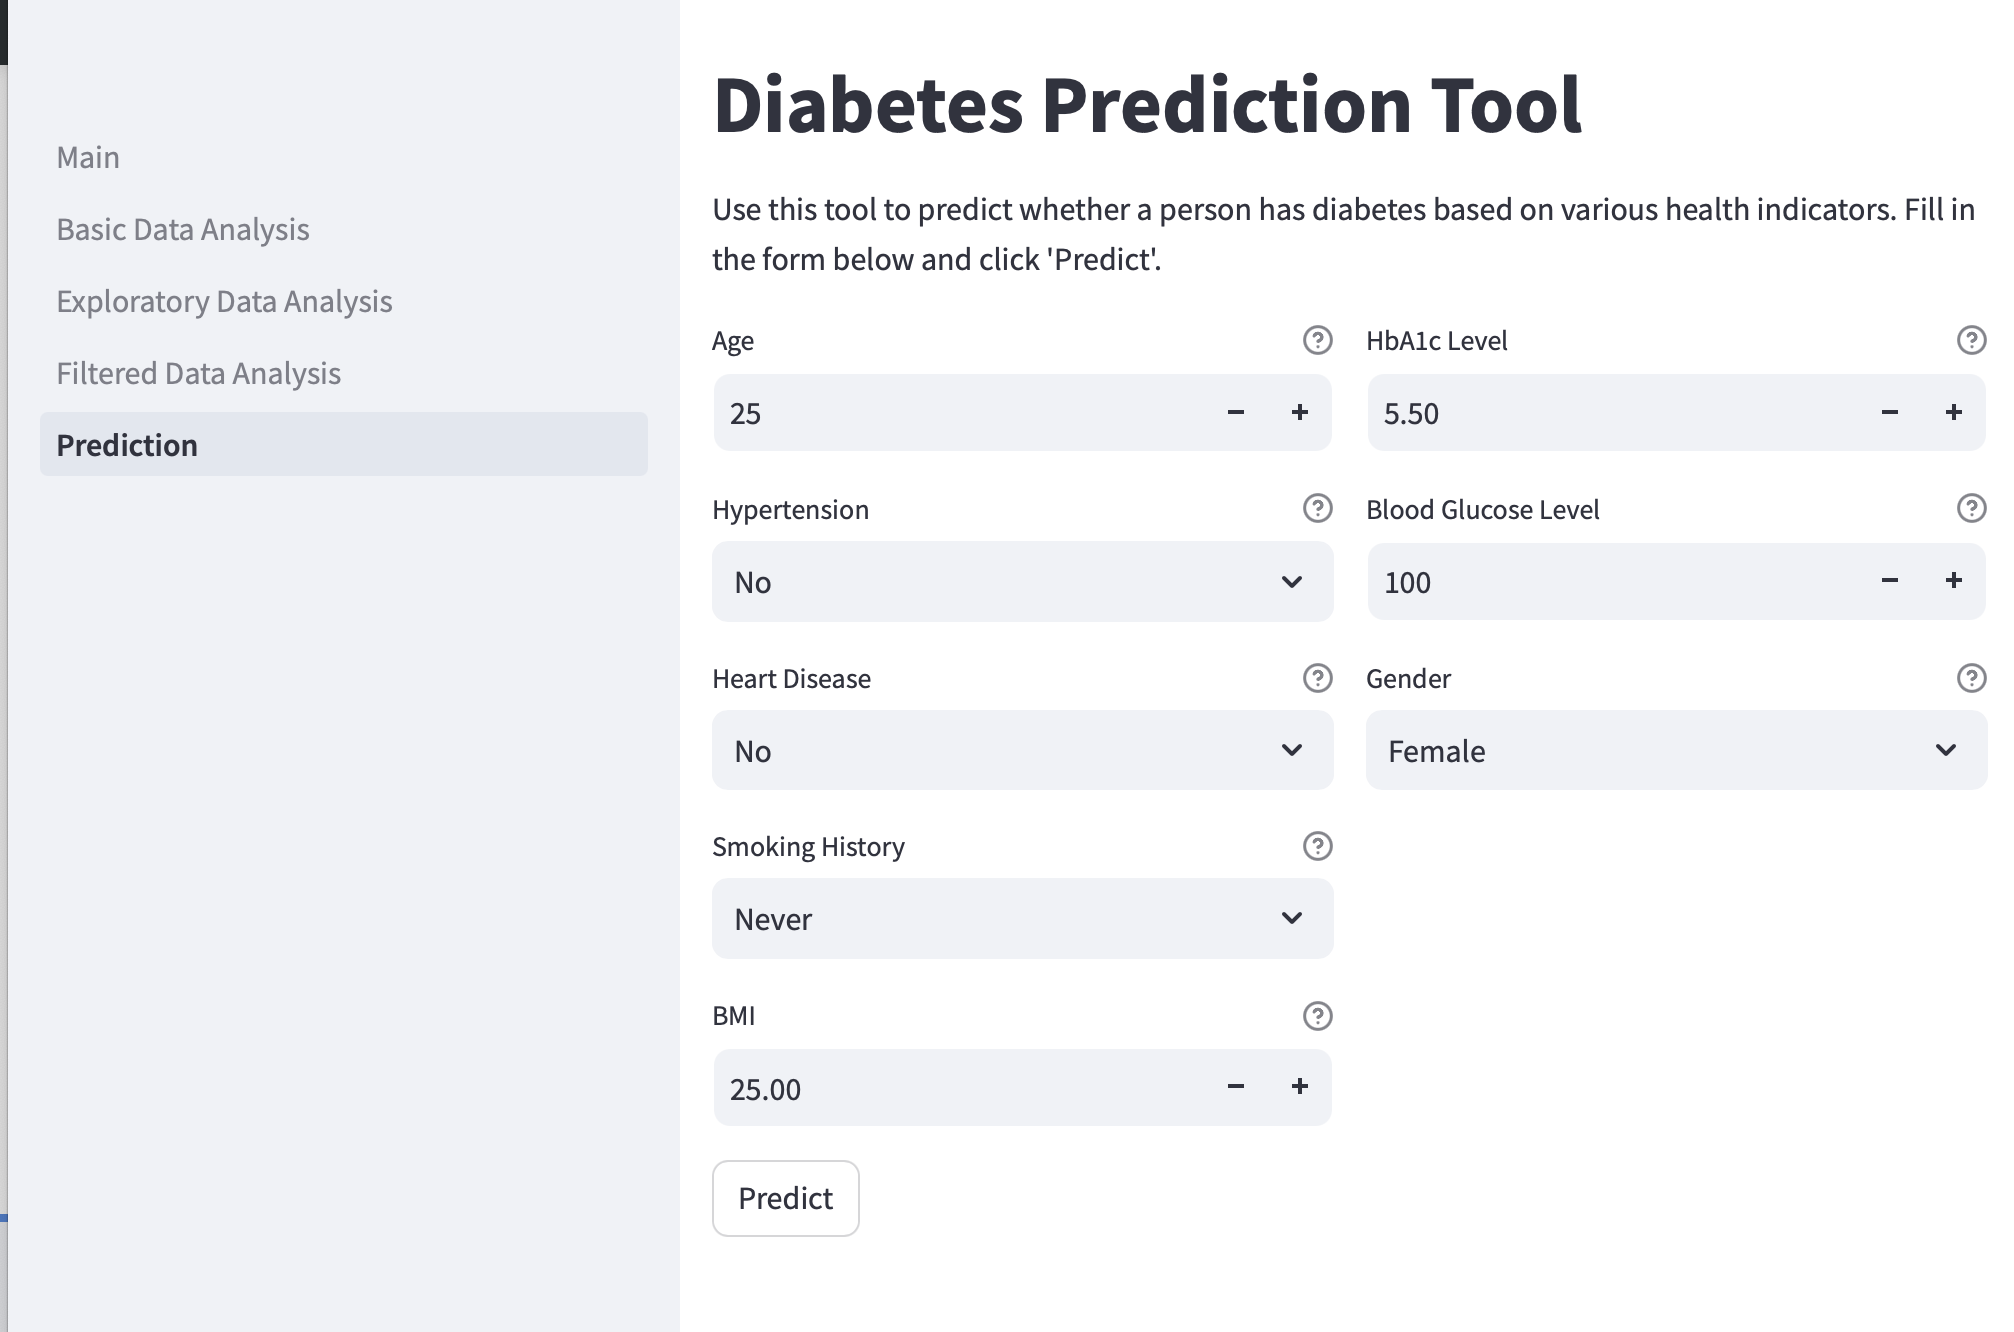 Main
Basic Data Analysis
Exploratory Data Analysis
Filtered Data Analysis
Prediction
Diabetes Prediction Tool
Use this tool to predict whether a person has diabetes based on various health indicators. Fill in
the form below and click 'Predict'.
Age
25
Hypertension
No
Heart Disease
No
Smoking History
Never
BMI
25.00
HbA1c Level
5.50
Blood Glucose Level
100
Gender
Female
Predict